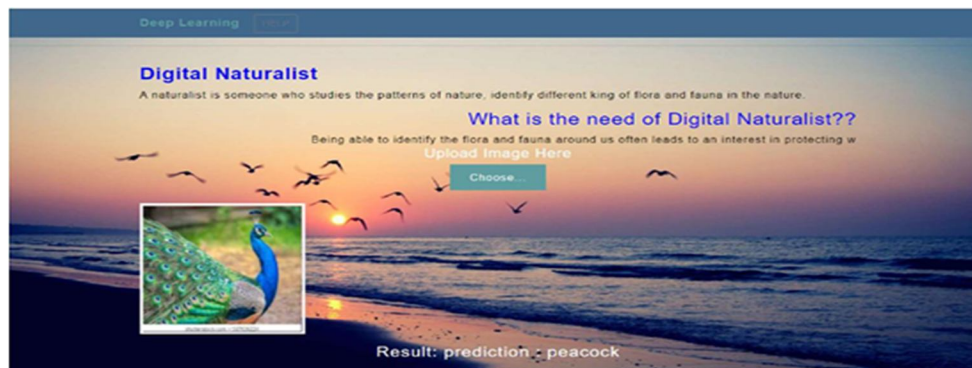 Deep Learning
Digital Naturalist
A naturalist is someone who studies the patterns of nature, identify different king of flora and fauna in the nature.
What is the need of Digital Naturalist??
Being able to identify the flora and fauna around us often leads to an interest in protecting w
Upload Image Here
Choose...
Result: prediction : peacock